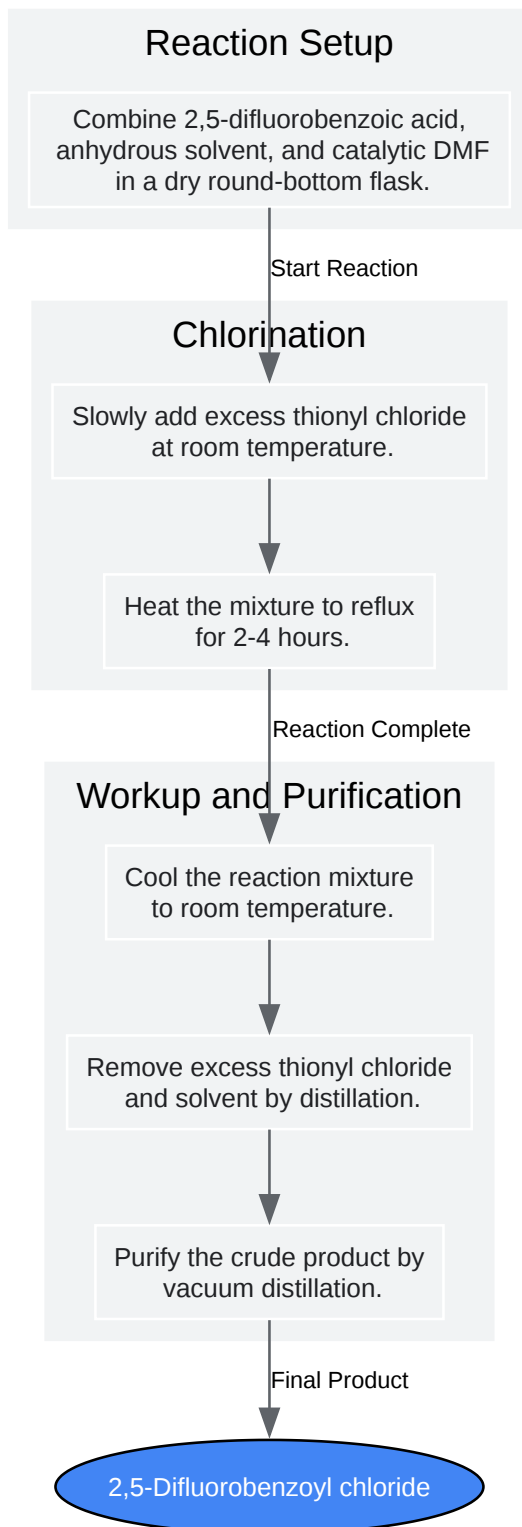 Reaction Setup
Combine 2,5-difluorobenzoic acid,
anhydrous solvent, and catalytic DMF
in a dry round-bottom flask.
Start Reaction
Chlorination
Slowly add excess thionyl chloride
at room temperature.
Heat the mixture to reflux
for 2-4 hours.
Reaction Complete
Workup and Purification
Cool the reaction mixture
to room temperature.
Remove excess thionyl chloride
and solvent by distillation.
Purify the crude product by
vacuum distillation.
Final Product
2,5-Difluorobenzoyl chloride